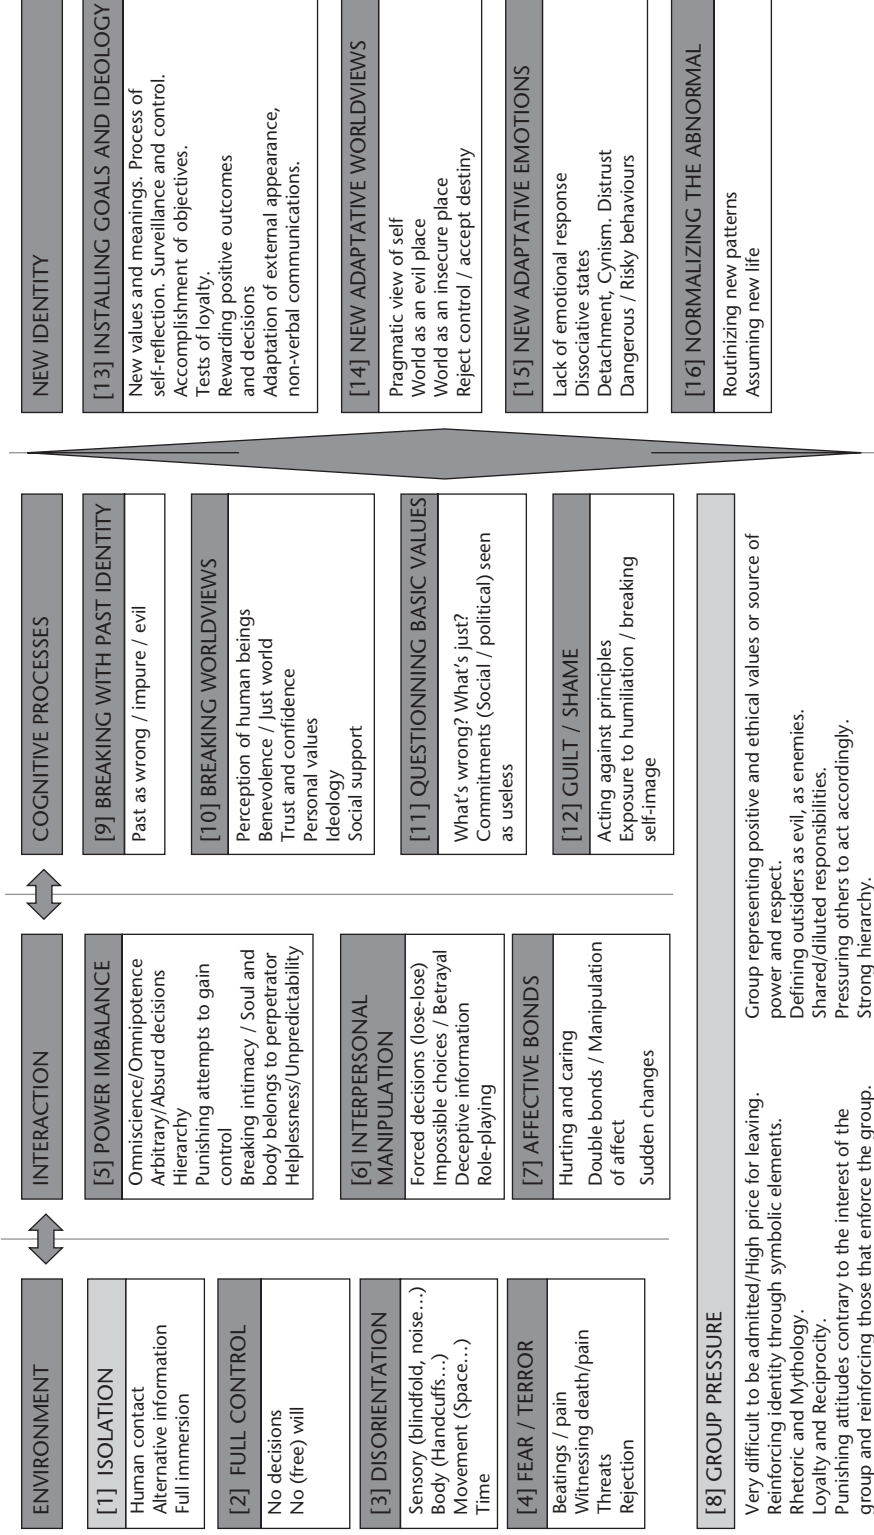 ENVIRONMENT
[1] ISOLATION
Human contact
Alternative information
Full immersion
[2] FULL CONTROL
No decisions
No (free) will
[3] DISORIENTATION
Sensory (blindfold, noise...)
Body (Handcuffs...)
Movement (Space...)
Time
[4] FEAR / TERROR
Beatings / pain
Witnessing death/pain
Threats
Rejection
INTERACTION
[5] POWER IMBALANCE
Omniscience/Omnipotence
Arbitrary/Absurd decisions
Hierarchy
Punishing attempts to gain
control
Breaking intimacy / Soul and
body belongs to perpetrator
Helplessness/Unpredictability
[6] INTERPERSONAL
MANIPULATION
Forced decisions (lose-lose)
Impossible choices / Betrayal
Deceptive information
Role-playing
[7] AFFECTIVE BONDS
Hurting and caring
Double bonds / Manipulation
of affect
Sudden changes
COGNITIVE PROCESSES
[9] BREAKING WITH PAST IDENTITY
Past as wrong / impure / evil
[10] BREAKING WORLDVIEWS
Perception of human beings
Benevolence / Just world
Trust and confidence
Personal values
Ideology
Social support
[11] QUESTIONNING BASIC VALUES
What's wrong? What's just?
Commitments (Social / political) seen
as useless
[12] GUILT / SHAME
Acting against principles
Exposure to humiliation / breaking
self-image
[8] GROUP PRESSURE
Very difficult to be admitted/High price for leaving.
Reinforcing identity through symbolic elements.
Rhetoric and Mythology.
Loyalty and Reciprocity.
Punishing attitudes contrary to the interest of the
group and reinforcing those that enforce the group.
Group representing positive and ethical values or source of
power and respect.
Defining outsiders as evil, as enemies.
Shared/diluted responsibilities.
Pressuring others to act accordingly.
Strong hierarchy.
NEW IDENTITY
[13] INSTALLING GOALS AND IDEOLOGY
New values and meanings. Process of
self-reflection. Surveillance and control.
Accomplishment of objectives.
Tests of loyalty.
Rewarding positive outcomes
and decisions
Adaptation of external appearance,
non-verbal communications.
[14] NEW ADAPTATIVE WORLDVIEWS
Pragmatic view of self
World as an evil place
World as an insecure place
Reject control / accept destiny
[15] NEW ADAPTATIVE EMOTIONS
Lack of emotional response
Dissociative states
Detachment, Cynism. Distrust
Dangerous / Risky behaviours
[16] NORMALIZING THE ABNORMAL
Routinizing new patterns
Assuming new life